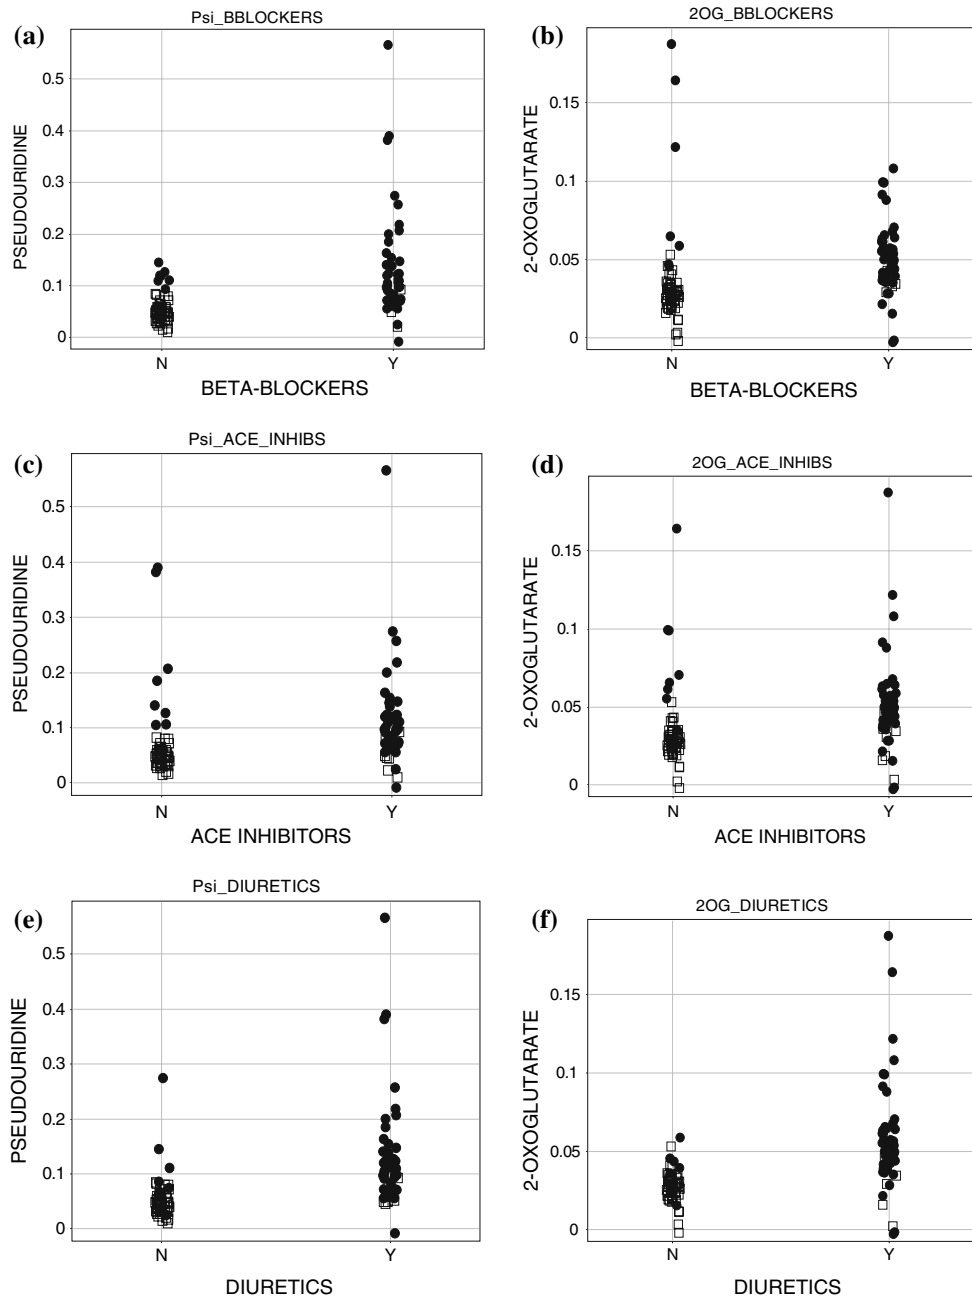 (a)
Psi_BBLOCKERS
PSEUDOURIDINE
0.5
0.4
0.3
0.2
0.1
0
N
Y
BETA-BLOCKERS
(b)
2OG_BBLOCKERS
2-OXOGLUTARATE
0.15
0.1
0.05
0
N
Y
BETA-BLOCKERS
(c)
Psi_ACE_INHIBS
PSEUDOURIDINE
0.5
0.4
0.3
0.2
0.1
0
N
Y
ACE INHIBITORS
(d)
2OG_ACE_INHIBS
2-OXOGLUTARATE
0.15
0.1
0.05
0
N
Y
ACE INHIBITORS
(e)
Psi_DIURETICS
PSEUDOURIDINE
0.5
0.4
0.3
0.2
0.1
0
N
Y
DIURETICS
(f)
2OG_DIURETICS
2-OXOGLUTARATE
0.15
0.1
0.05
0
N
Y
DIURETICS